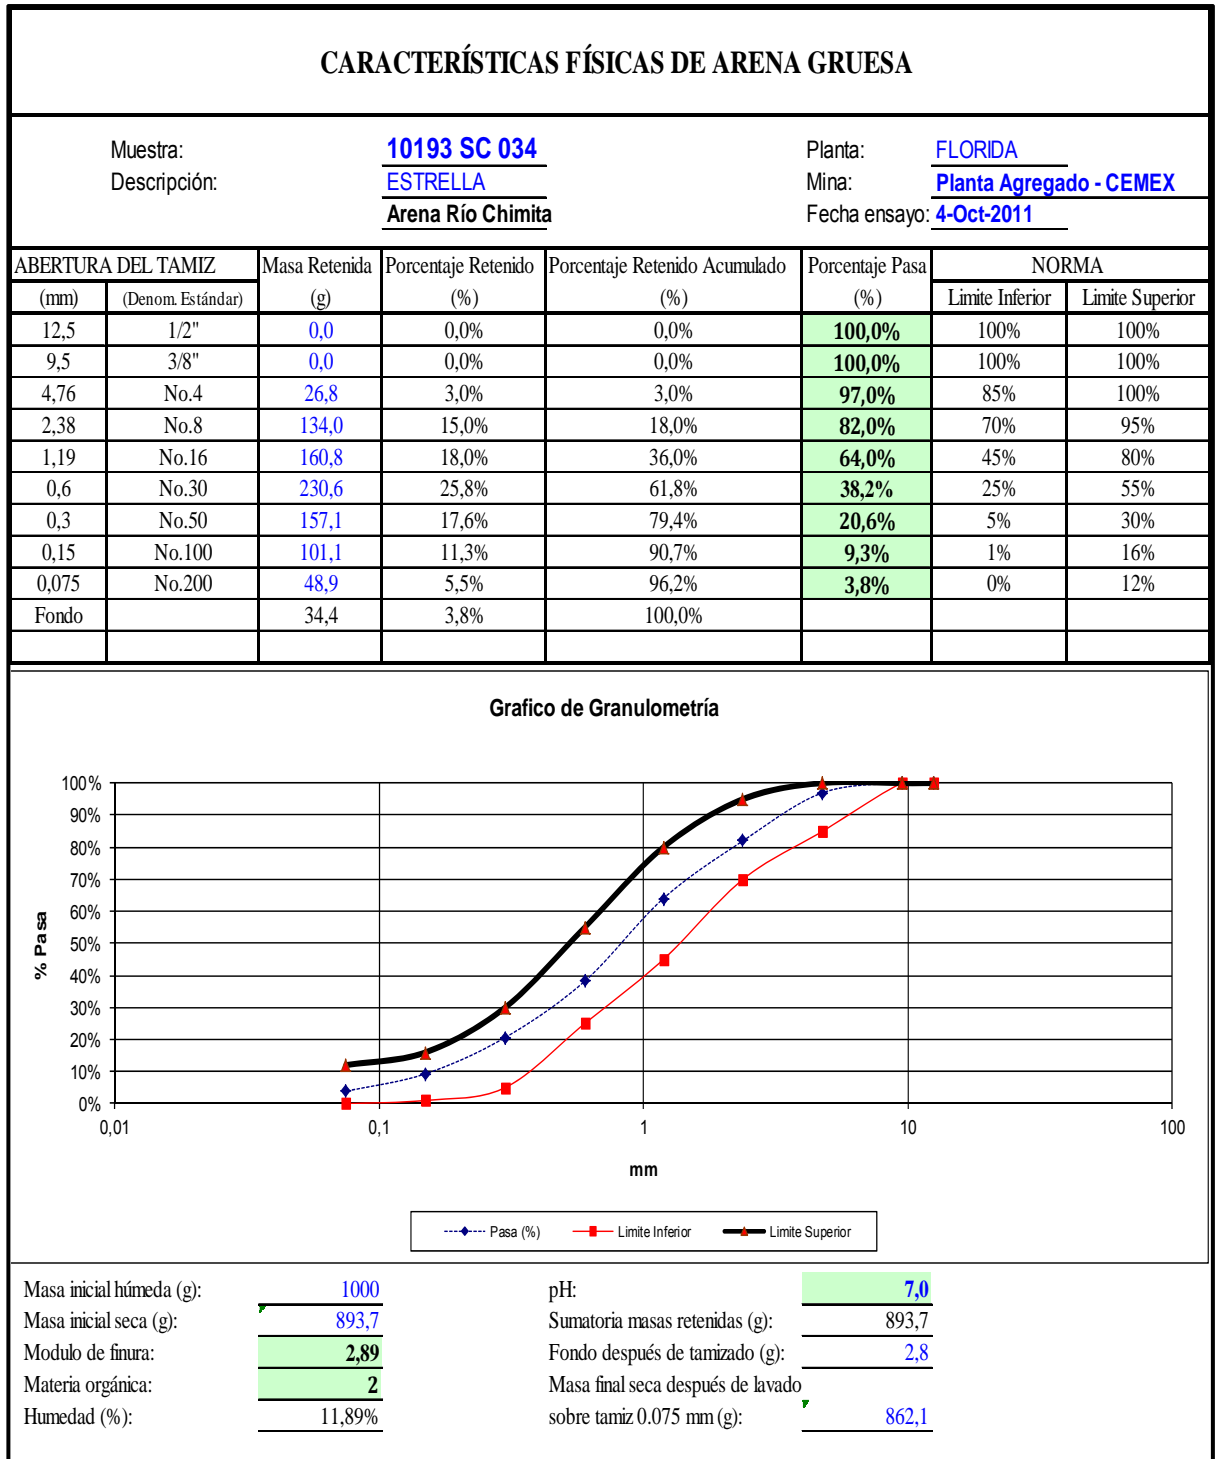 CARACTERÍSTICAS FÍSICAS DE ARENA GRUESA
Muestra: 10193 SC 034 Planta: FLORIDA
Descripción: ESTRELLA Mina: Planta Agregado - CEMEX
Arena Río Chimita Fecha ensayo: 4-Oct-2011
ABERTURA DEL TAMIZ Masa Retenida Porcentaje Retenido Porcentaje Retenido Acumulado Porcentaje Pasa NORMA
(mm) (Denom. Estándar) (g) (%) (%) (%) Limite Inferior Limite Superior
12,5 1/2" 0,0 0,0% 0,0% 100,0% 100% 100%
9,5 3/8" 0,0 0,0% 0,0% 100,0% 100% 100%
4,76 No.4 26,8 3,0% 3,0% 97,0% 85% 100%
2,38 No.8 134,0 15,0% 18,0% 82,0% 70% 95%
1,19 No.16 160,8 18,0% 36,0% 64,0% 45% 80%
0,6 No.30 230,6 25,8% 61,8% 38,2% 25% 55%
0,3 No.50 157,1 17,6% 79,4% 20,6% 5% 30%
0,15 No.100 101,1 11,3% 90,7% 9,3% 1% 16%
0,075 No.200 48,9 5,5% 96,2% 3,8% 0% 12%
Fondo 34,4 3,8% 100,0%
Grafico de Granulometría
100%
90%
80%
70%
60%
50%
40%
30%
20%
10%
0%
% Pasa
0,01 0,1 1 10 100
mm
Pasa (%) Limite Inferior Limite Superior
Masa inicial húmeda (g): 1000 pH: 7,0
Masa inicial seca (g): 893,7 Sumatoria masas retenidas (g): 893,7
Modulo de finura: 2,89 Fondo después de tamizado (g): 2,8
Materia orgánica: 2 Masa final seca después de lavado
Humedad (%): 11,89% sobre tamiz 0.075 mm (g): 862,1